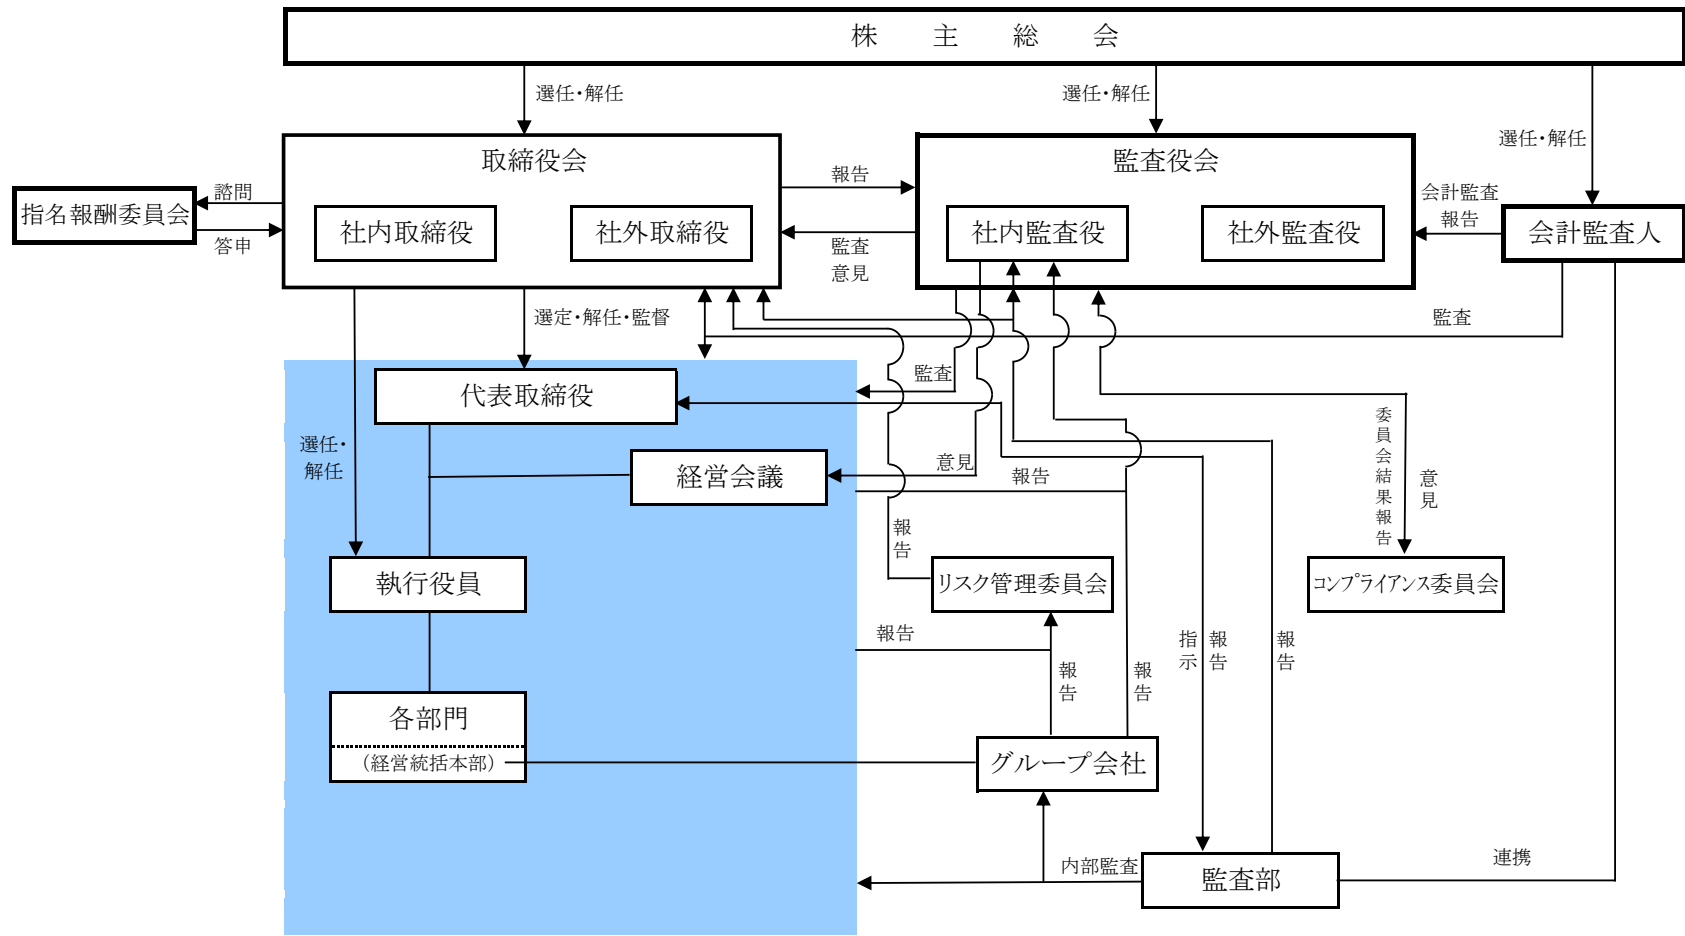 株主総会
選任・解任
選任・解任
選任・解任
取締役会
監査役会
報告
会計監査
報告
指名報酬委員会
諮問
答申
社内取締役
社外取締役
監査
意見
社内監査役
社外監査役
会計監査人
選定・解任・監督
監査
監査
代表取締役
選任・
解任
経営会議
意見
報告
委員会結果報告
意見
報告
執行役員
リスク管理委員会
コンプライアンス委員会
報告
報告
報告
指示
報告
報告
各部門
（経営統括本部）
グループ会社
内部監査
監査部
連携